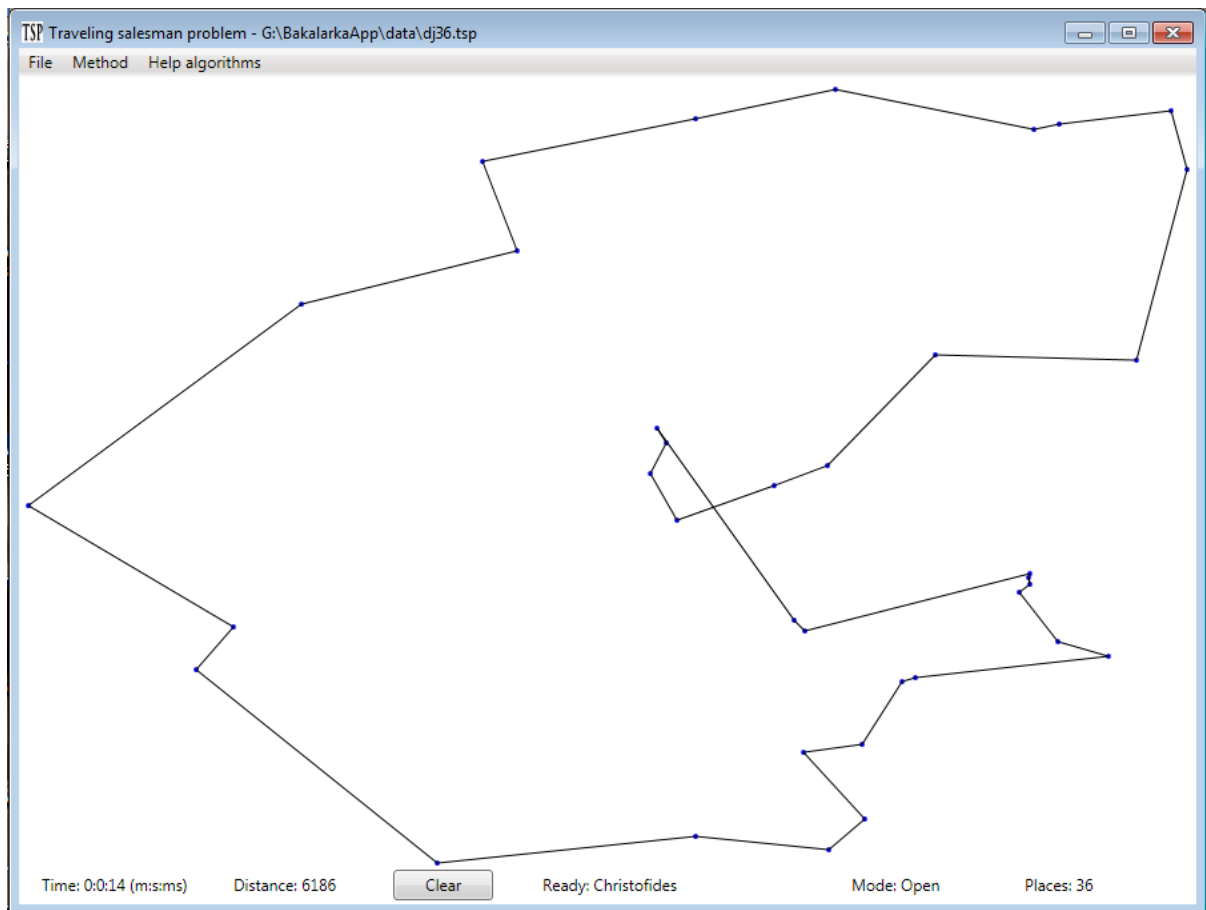 TSP Traveling salesman problem - G:\BakalarkaApp\data\dj36.tsp
File Method Help algorithms
Time: 0:0:14 (m:s:ms) Distance: 6186 Clear Ready: Christofides Mode: Open Places: 36